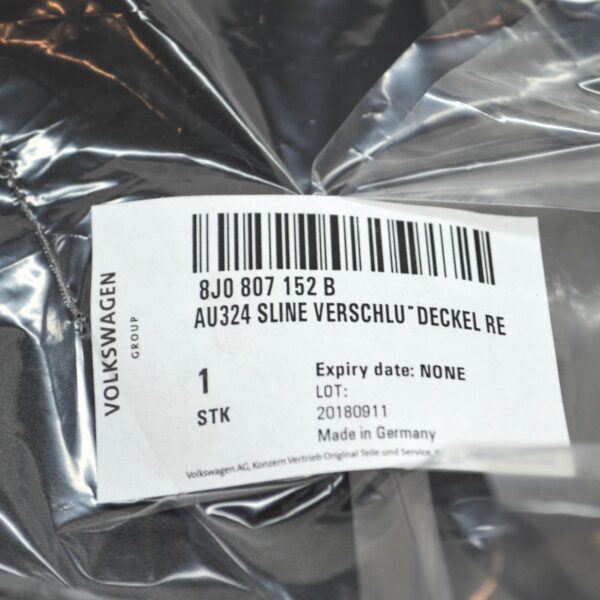 VOLKSWAGEN
GROUP
8J0 807 152 B
AU324 SLINE VERSCHLU˜DECKEL RE
1
STK
Expiry date: NONE
LOT:
20180911
Made in Germany
Volkswagen AG, Konzern Vertrieb Original Teile und Service,